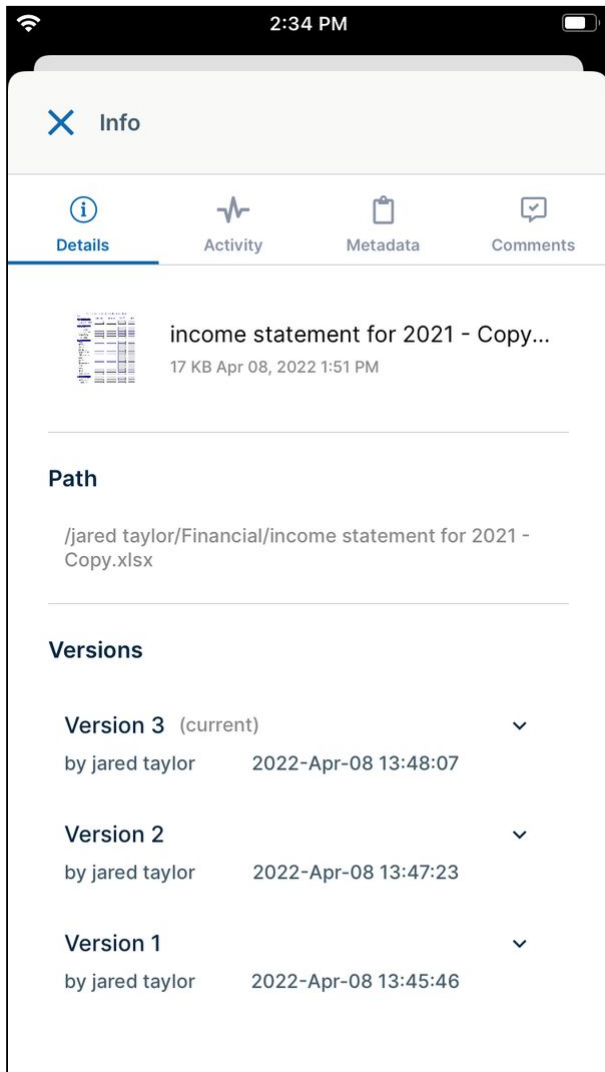 2:34 PM
Info
Details Activity Metadata Comments
income statement for 2021 - Copy...
17 KB Apr 08, 2022 1:51 PM
Path
/jared taylor/Financial/income statement for 2021 -
Copy.xlsx
Versions
Version 3 (current)
by jared taylor 2022-Apr-08 13:48:07
Version 2
by jared taylor 2022-Apr-08 13:47:23
Version 1
by jared taylor 2022-Apr-08 13:45:46